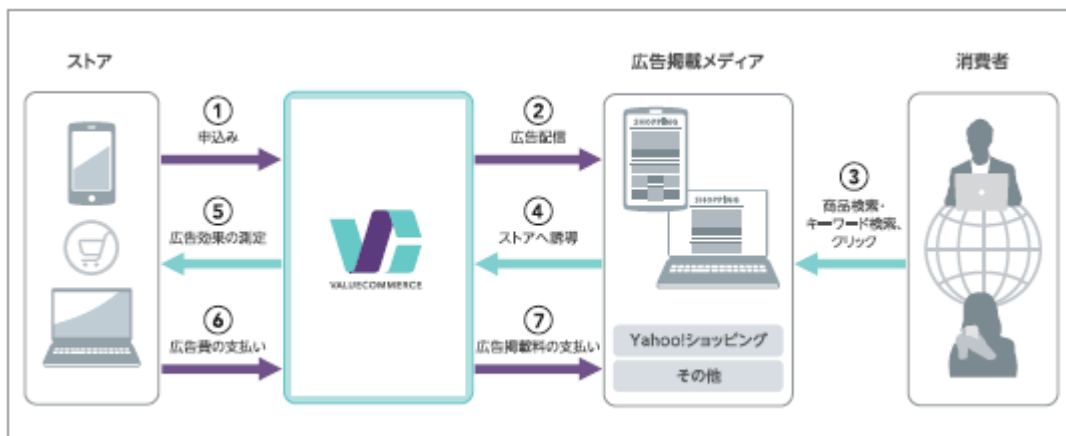 ストア
広告掲載メディア
消費者
①
申込み
②
広告配信
SHOPPING
SHOPPING
③
商品検索・
キーワード検索、
クリック
⑤
広告効果の測定
④
ストアへ誘導
VALUECOMMERCE
⑥
広告費の支払い
⑦
広告掲載料の支払い
Yahoo!ショッピング
その他